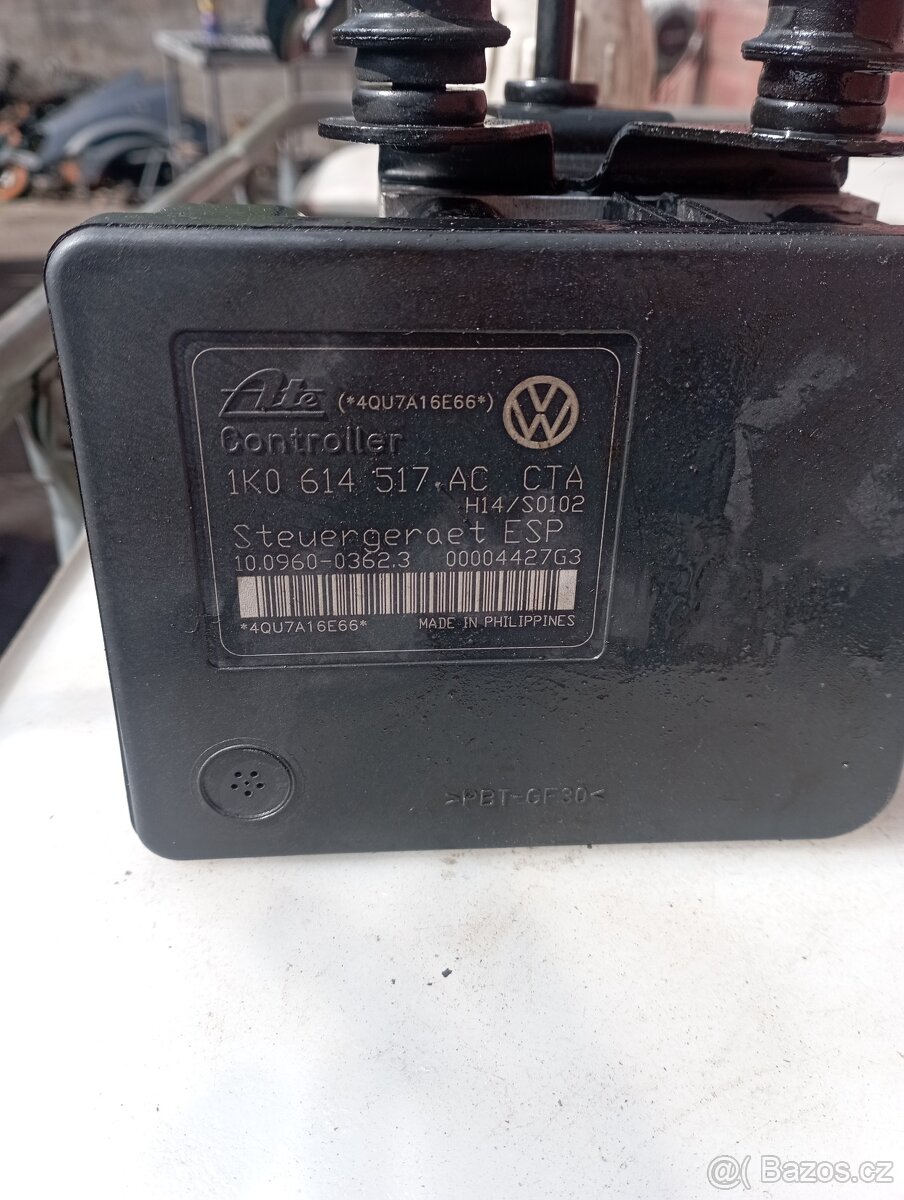 Ate (*4QU7A16E66*)
Controller
1K0 614 517 AC CTA
H14/S0102
Steuergeraet ESP
10.0960-0362.3 00004427G3
*4QU7A16E66* MADE IN PHILIPPINES
>PBT-GF30<
@( Bazos.cz